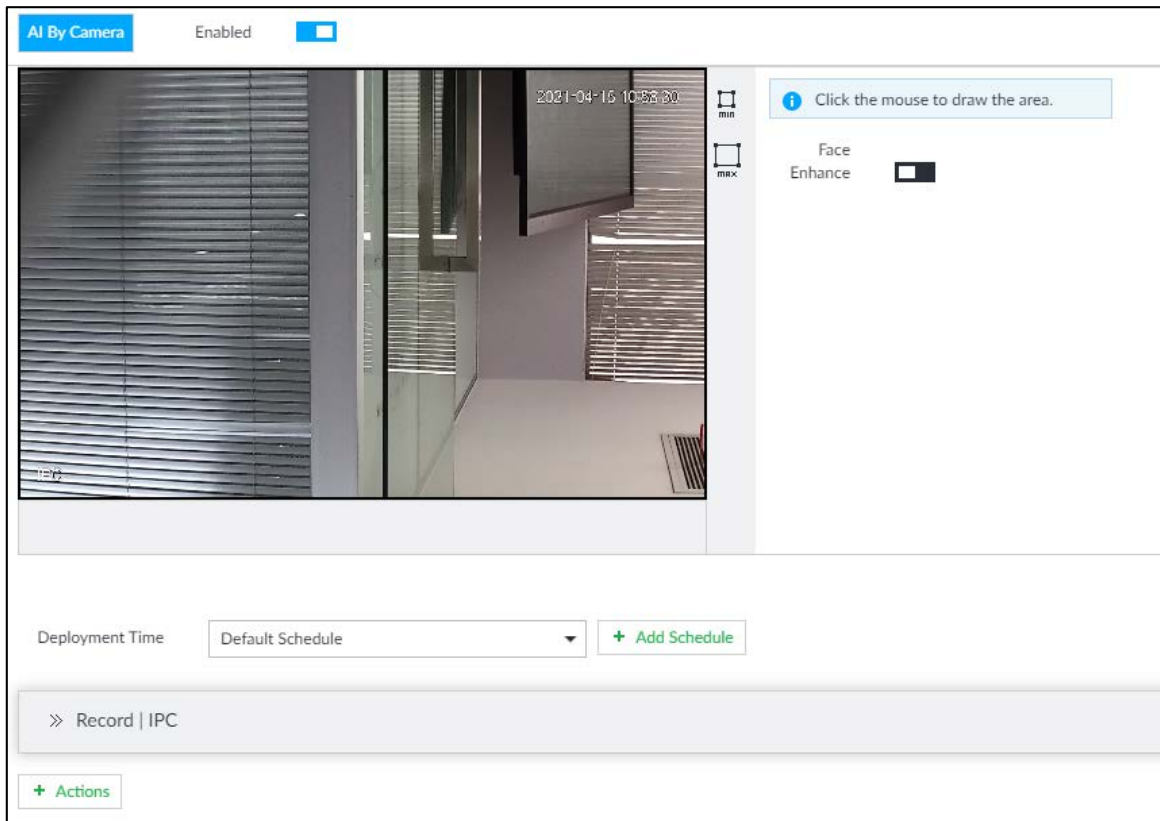 AI By Camera
Enabled
2021-04-15 10:58:30
min
max
Click the mouse to draw the area.
Face
Enhance
IPC
Deployment Time
Default Schedule
+ Add Schedule
Record | IPC
+ Actions